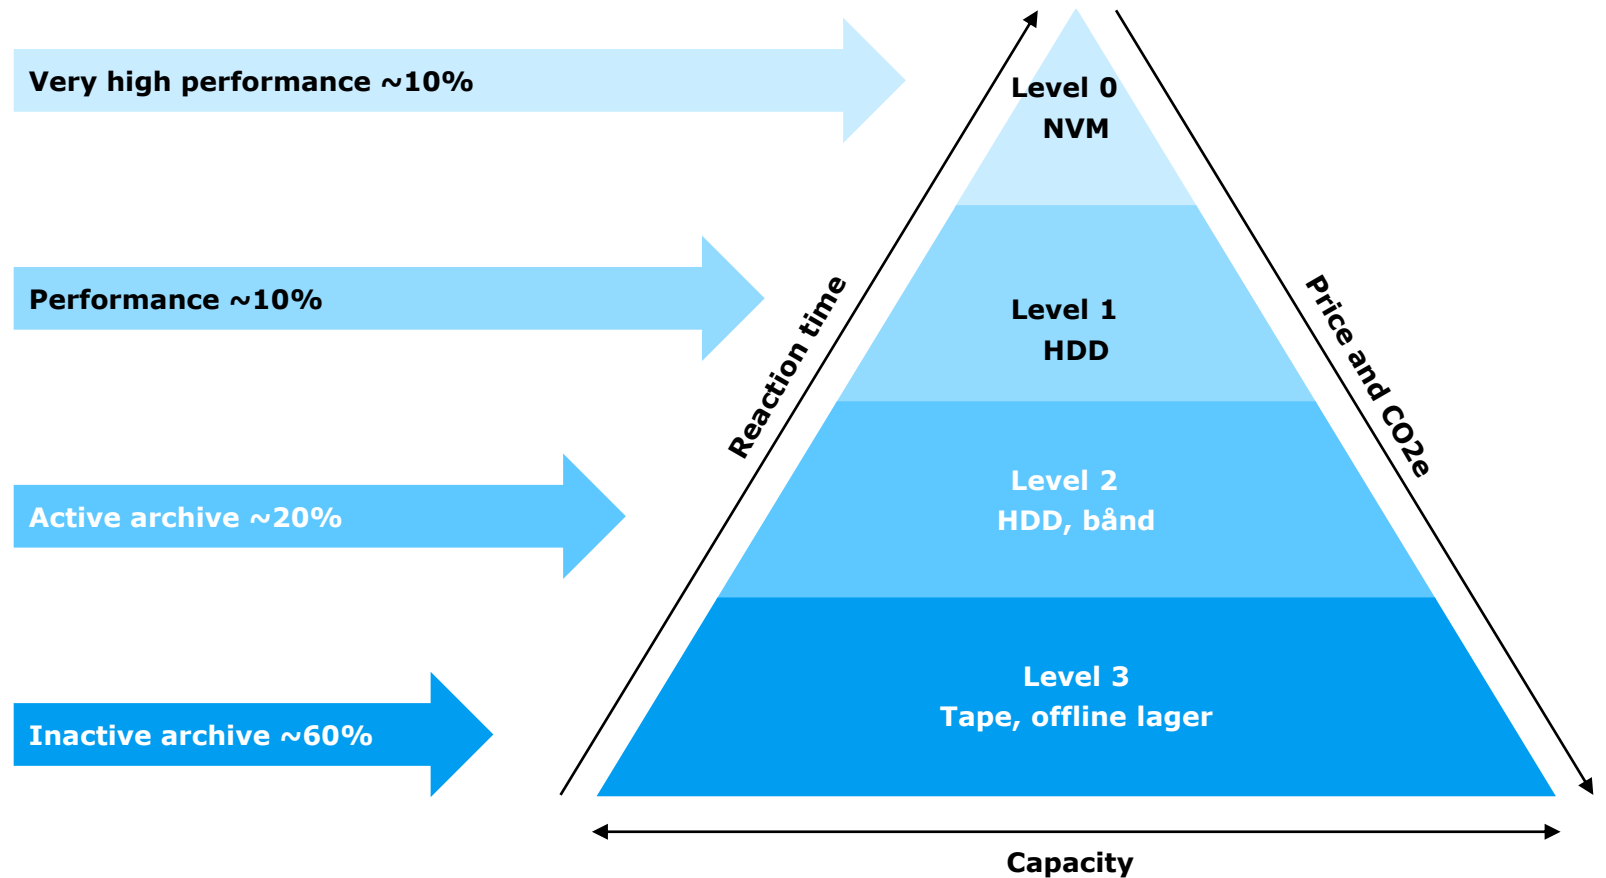 Very high performance ~10%
Level 0
NVM
Performance ~10%
Level 1
HDD
Reaction time
Price and CO2e
Active archive ~20%
Level 2
HDD, bånd
Inactive archive ~60%
Level 3
Tape, offline lager
Capacity